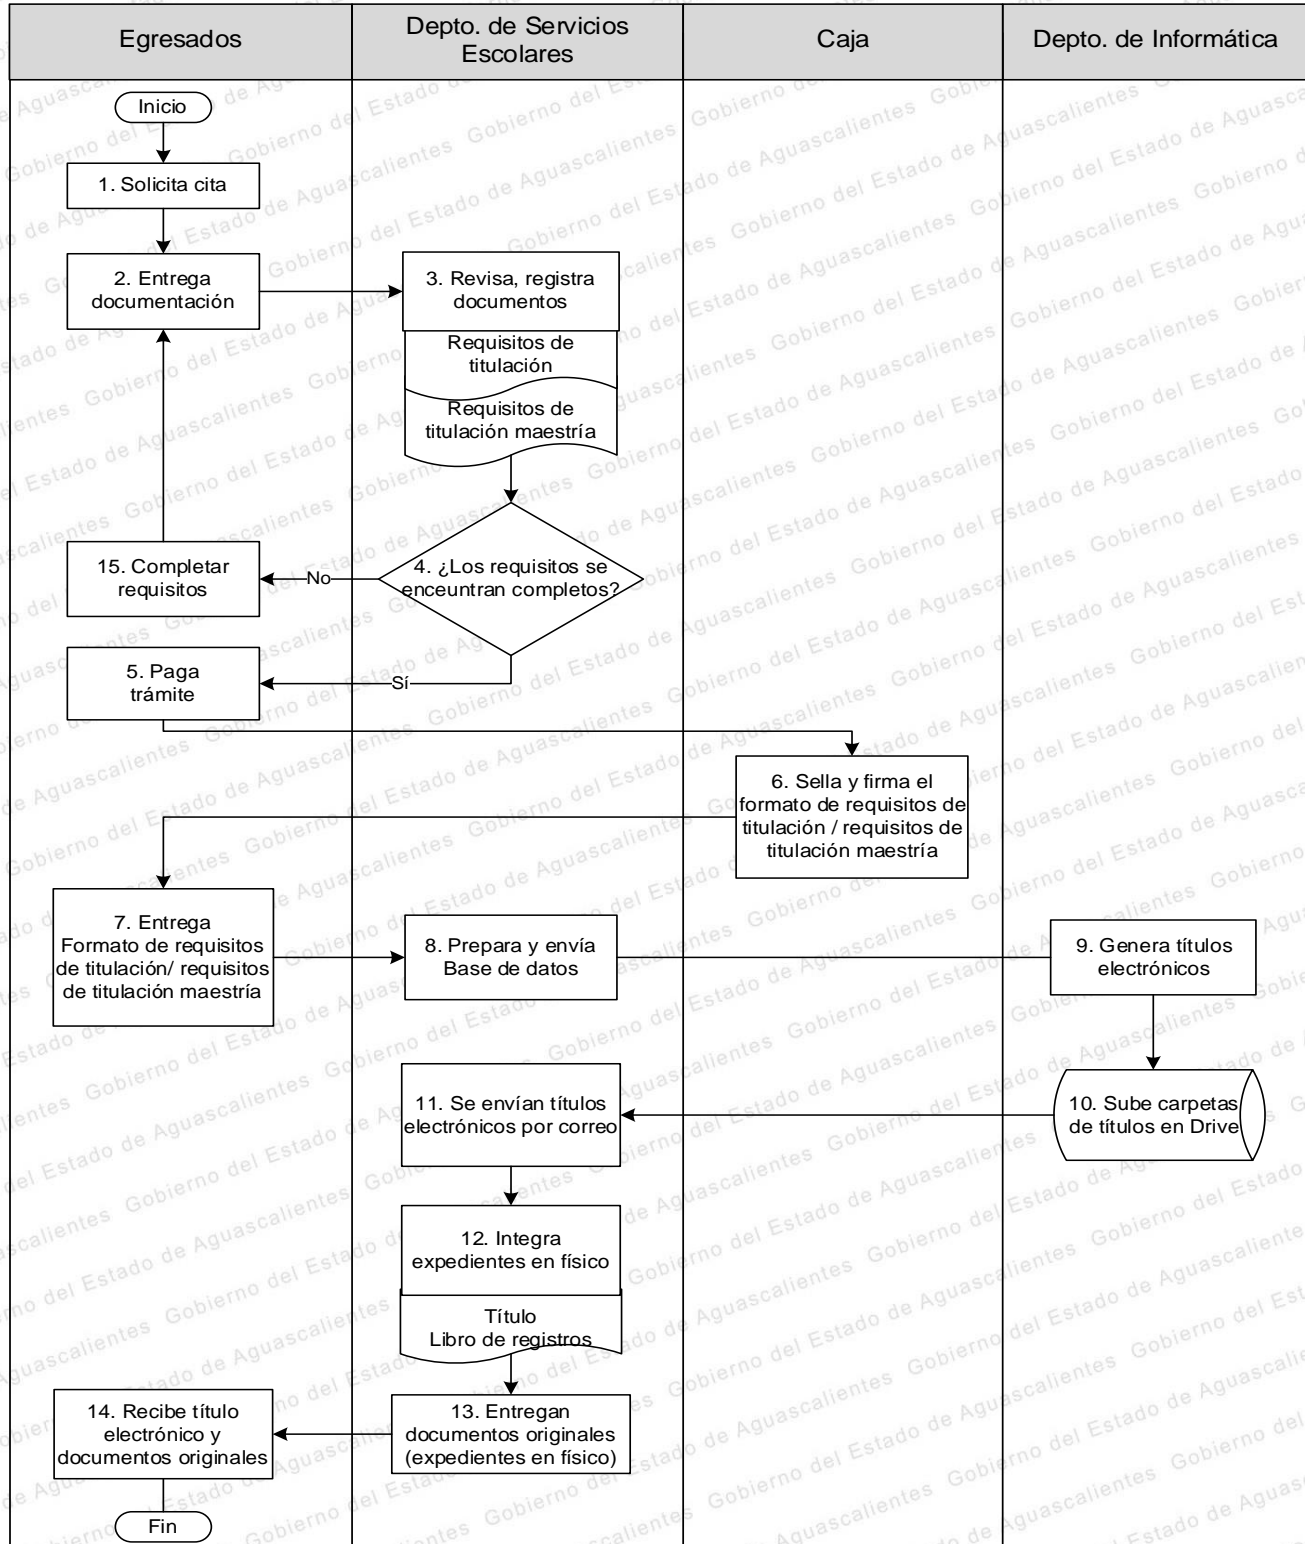 Egresados
Depto. de Servicios
Escolares
Caja
Depto. de Informática
Inicio
1. Solicita cita
2. Entrega
documentación
3. Revisa, registra
documentos
Requisitos de
titulación
Requisitos de
titulación maestría
4. ¿Los requisitos se
enceuntran completos?
No
15. Completar
requisitos
Sí
5. Paga
trámite
6. Sella y firma el
formato de requisitos de
titulación / requisitos de
titulación maestría
7. Entrega
Formato de requisitos
de titulación/ requisitos
de titulación maestría
8. Prepara y envía
Base de datos
9. Genera títulos
electrónicos
10. Sube carpetas
de títulos en Drive
11. Se envían títulos
electrónicos por correo
12. Integra
expedientes en físico
Título
Libro de registros
13. Entregan
documentos originales
(expedientes en físico)
14. Recibe título
electrónico y
documentos originales
Fin
Gobierno del Estado de Aguascalientes